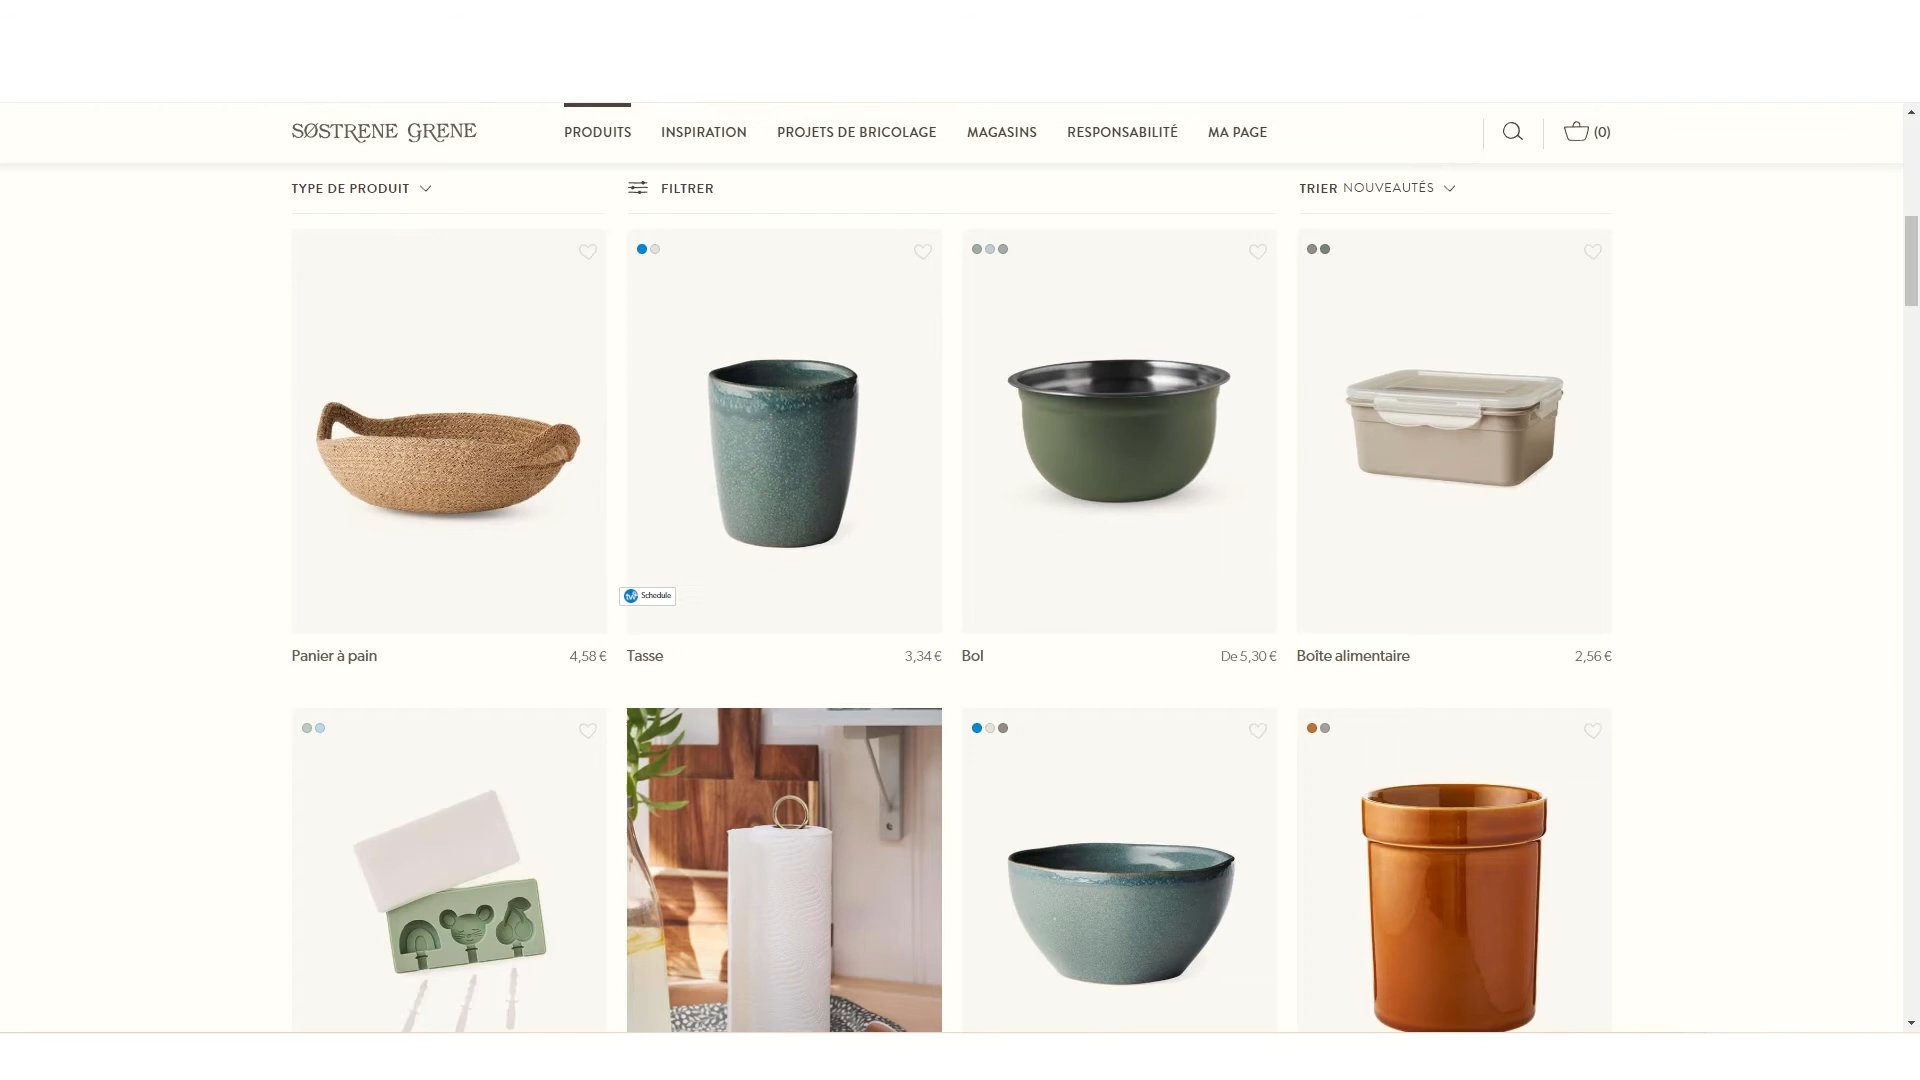 SØSTRENE GRENE
PRODUITS
INSPIRATION
PROJETS DE BRICOLAGE
MAGASINS
RESPONSABILITÉ
MA PAGE
(0)
TYPE DE PRODUIT
FILTRER
TRIER NOUVEAUTÉS
Schedule
Panier à pain
4,58 €
Tasse
3,34 €
Bol
De 5,30 €
Boîte alimentaire
2,56 €